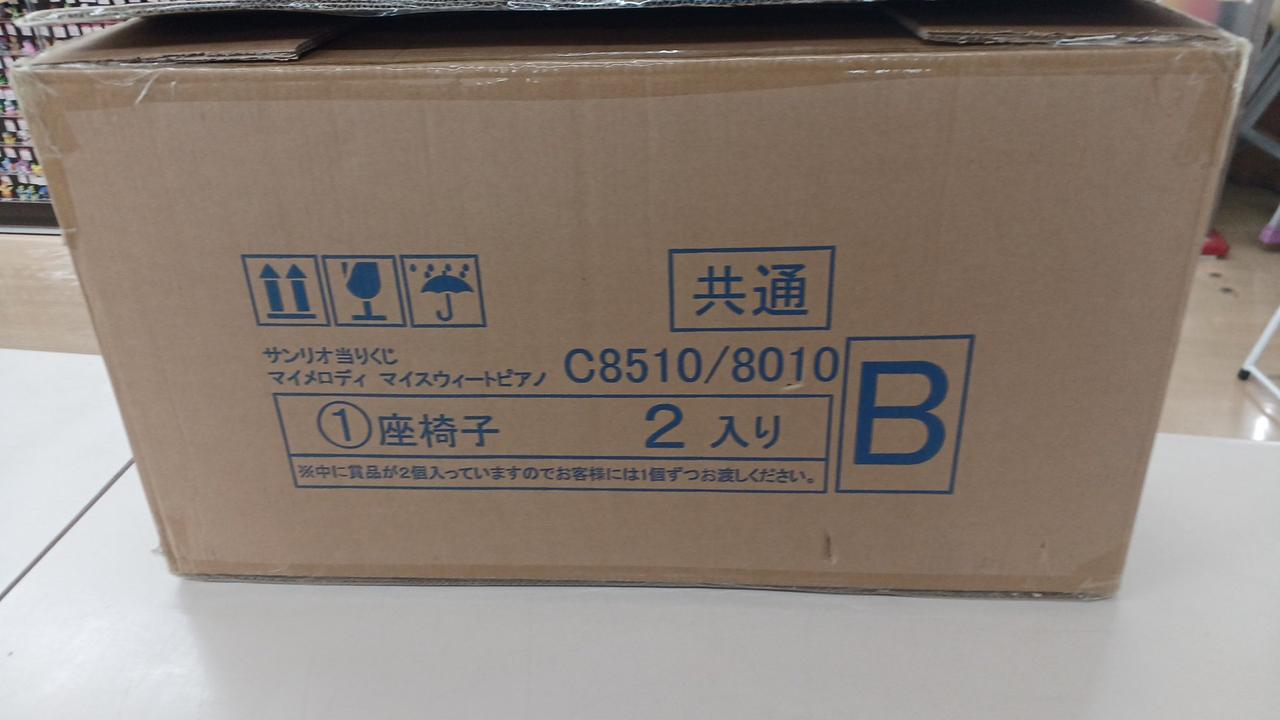 共通
サンリオ当りくじ
マイメロディ マイスウィートピアノ C8510/8010
B
①座椅子 2入り
※中に賞品が2個入っていますのでお客様には1個ずつお渡しください。